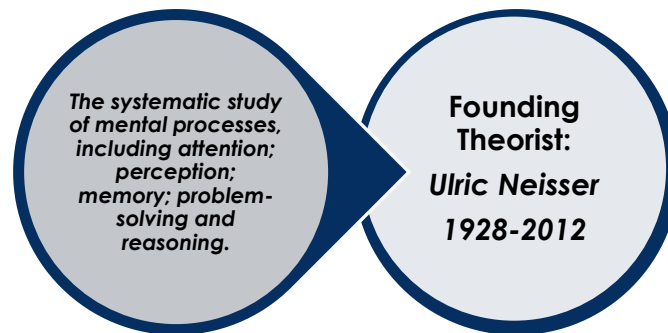 The systematic study
of mental processes,
including attention;
perception;
memory; problem-
solving and
reasoning.
Founding
Theorist:
Ulric Neisser
1928-2012